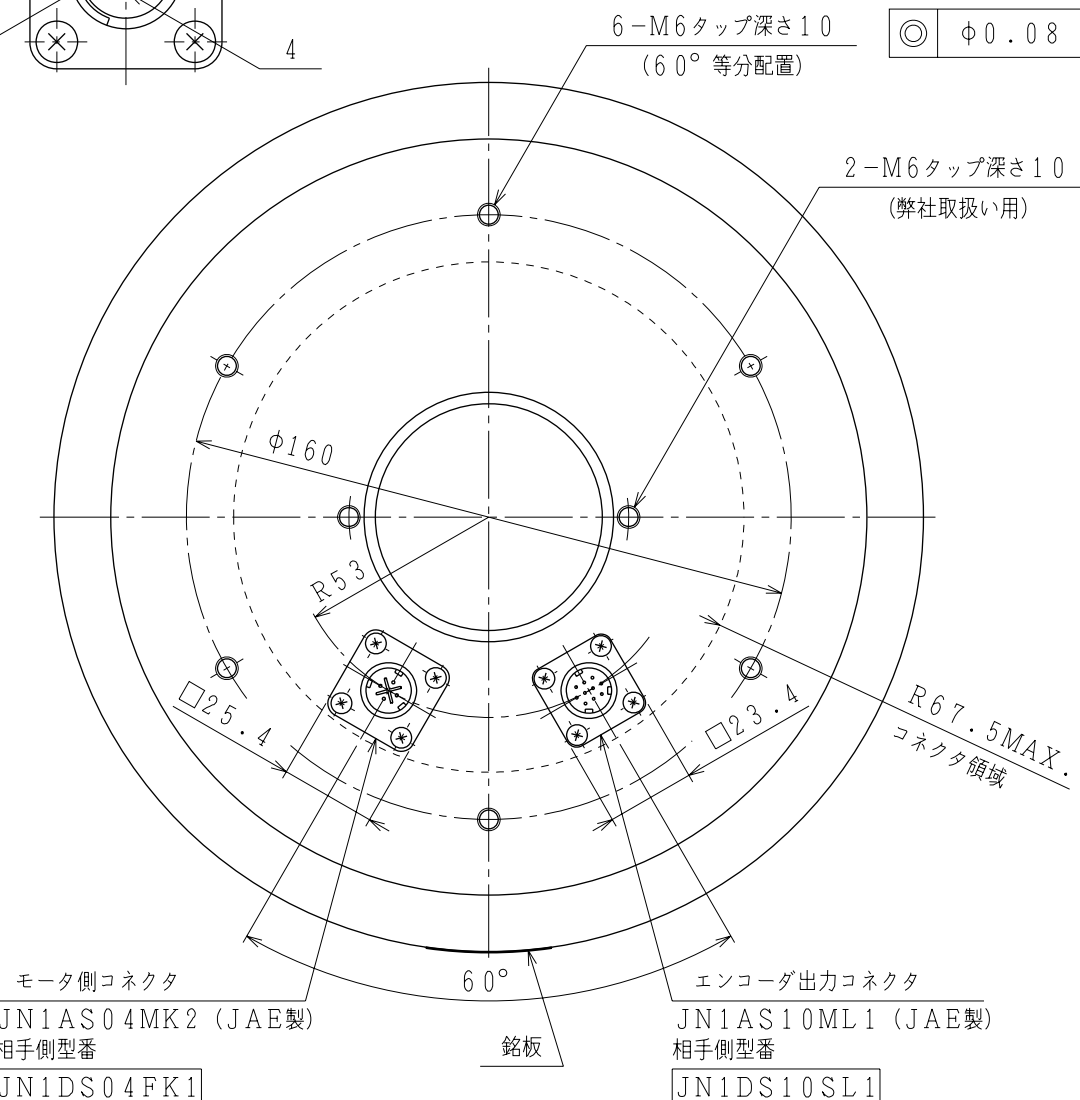 4
6-M6タップ深さ10
(60°等分配置)
◎ φ0.08
2-M6タップ深さ10
(弊社取扱い用)
φ160
R53
□25.4
□23.4
R67.5MAX.
コネクタ領域
60°
銘板
モータ側コネクタ
JN1AS04MK2 (JAE製)
相手側型番
JN1DS04FK1
エンコーダ出力コネクタ
JN1AS10ML1 (JAE製)
相手側型番
JN1DS10SL1